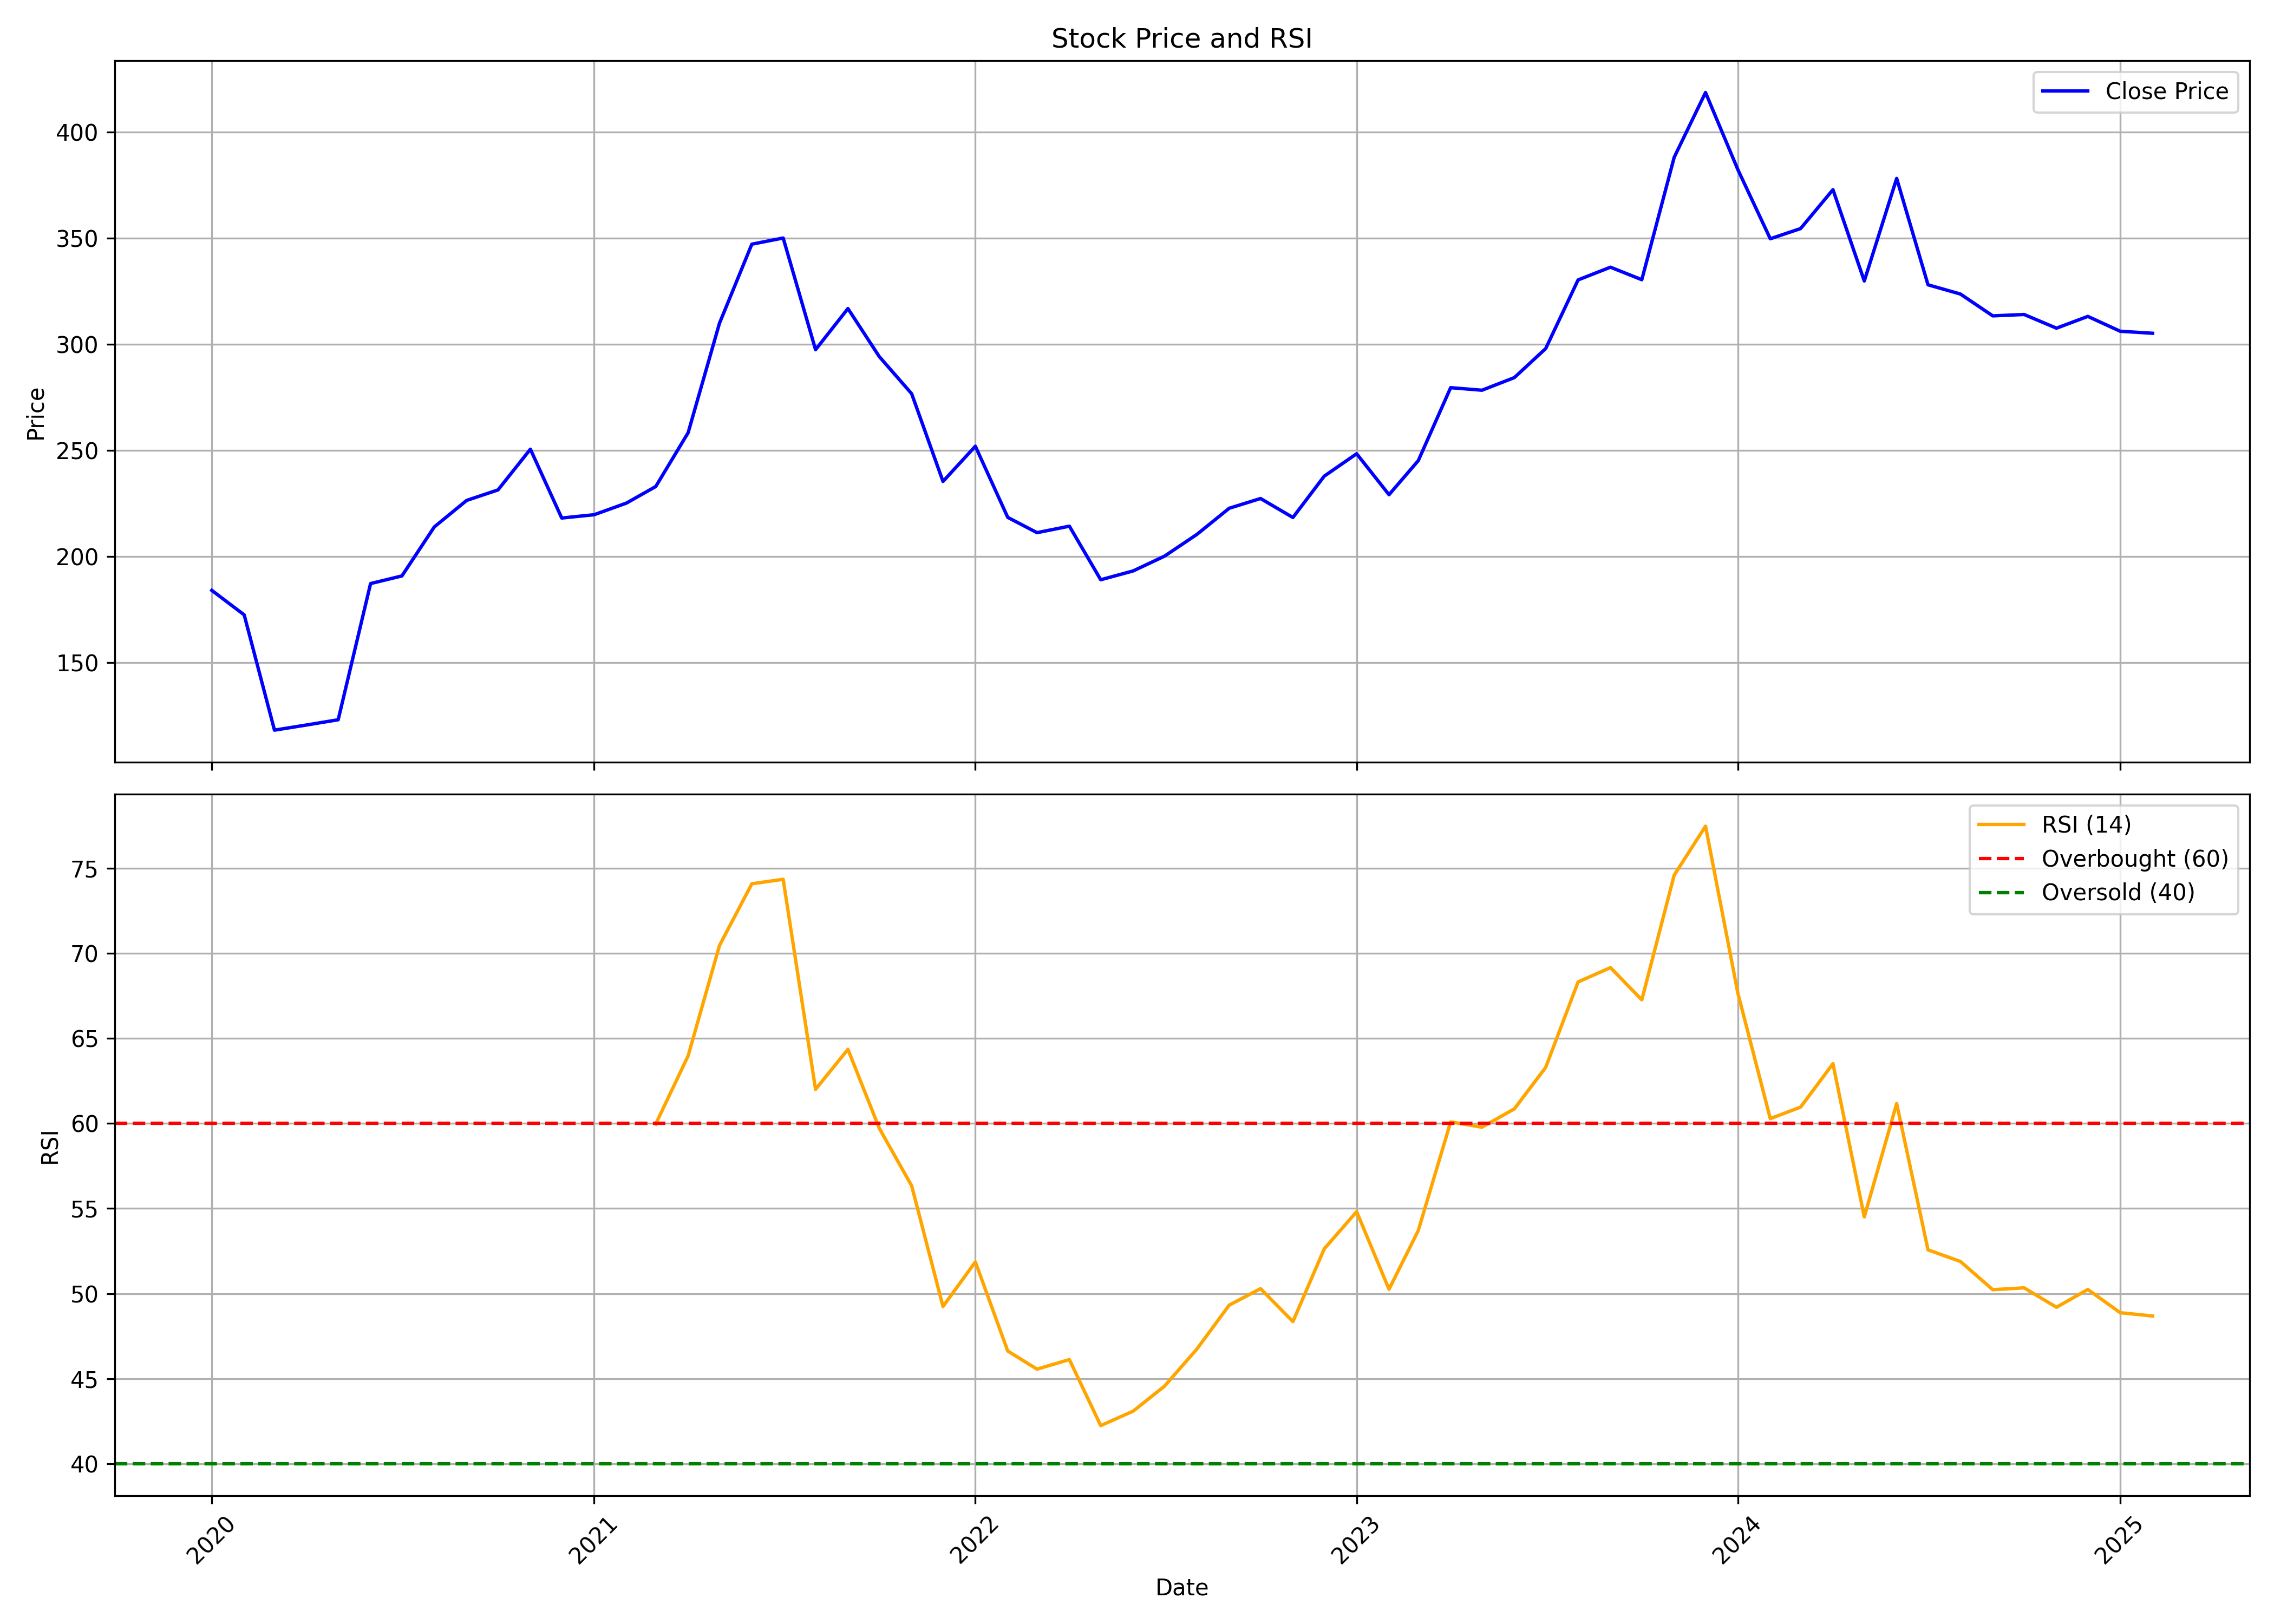 Stock Price and RSI
Close Price
400
350
300
250
200
150
Price
RSI (14)
Overbought (60)
Oversold (40)
75
70
65
60
55
50
45
40
RSI
2020
2021
2022
2023
2024
2025
Date